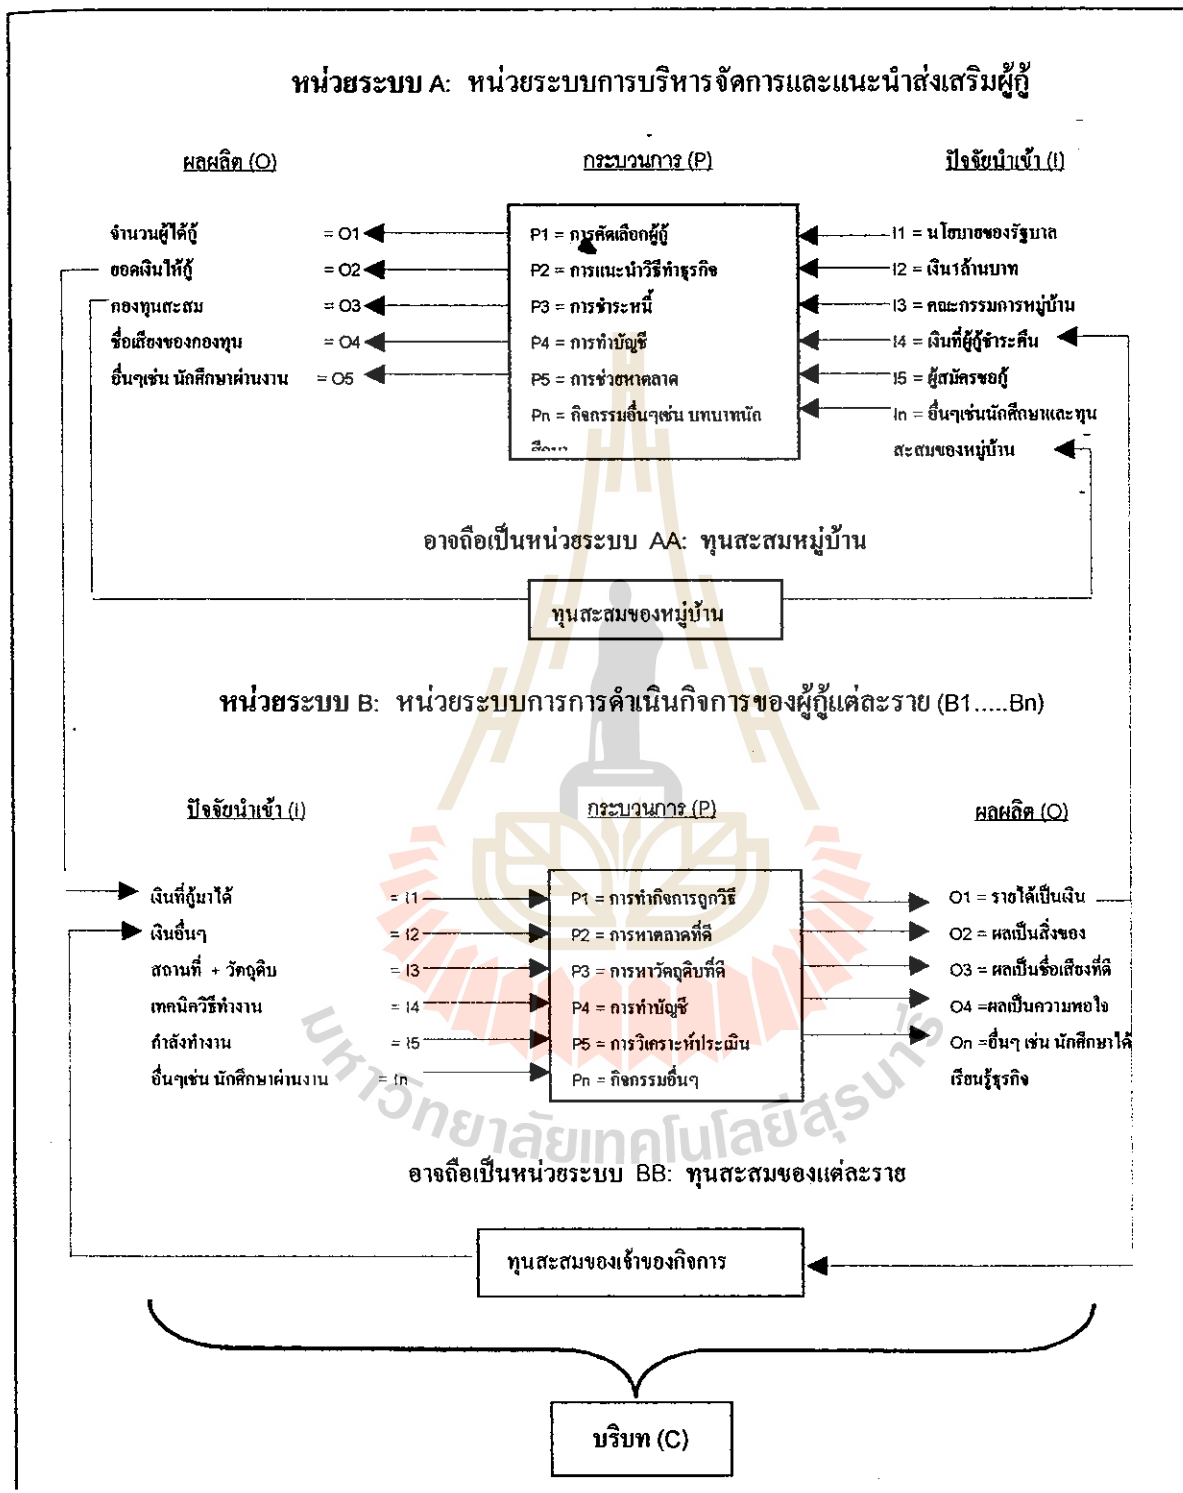 หน่วยระบบ A: หน่วยระบบการบริหารจัดการและแนะนำส่งเสริมผู้กู้
ผลผลิต (O) กระบวนการ (P) ปัจจัยนำเข้า (I)
จำนวนผู้ได้กู้ = O1 P1 = การคัดเลือกผู้กู้ I1 = นโยบายของรัฐบาล
ยอดเงินให้กู้ = O2 P2 = การแนะนำวิธีทำธุรกิจ I2 = เงิน1ล้านบาท
กองทุนสะสม = O3 P3 = การชำระหนี้ I3 = คณะกรรมการหมู่บ้าน
ชื่อเสียงของกองทุน = O4 P4 = การทำบัญชี I4 = เงินที่ผู้กู้ชำระคืน
อื่นๆเช่น นักศึกษาผ่านงาน = O5 P5 = การช่วยหาตลาด I5 = ผู้สมัครขอกู้
Pn = กิจกรรมอื่นๆเช่น บทบาทนัก In = อื่นๆเช่นนักศึกษาและทุน
สะสมของหมู่บ้าน
อาจถือเป็นหน่วยระบบ AA: ทุนสะสมหมู่บ้าน
ทุนสะสมของหมู่บ้าน
หน่วยระบบ B: หน่วยระบบการการดำเนินกิจการของผู้กู้แต่ละราย (B1.....Bn)
ปัจจัยนำเข้า (I) กระบวนการ (P) ผลผลิต (O)
เงินที่กู้มาได้ = I1 P1 = การทำกิจการถูกวิธี O1 = รายได้เป็นเงิน
เงินอื่นๆ = I2 P2 = การหาตลาดที่ดี O2 = ผลเป็นสิ่งของ
สถานที่ + วัตถุดิบ = I3 P3 = การหาวัตถุดิบที่ดี O3 = ผลเป็นชื่อเสียงที่ดี
เทคนิควิธีทำงาน = I4 P4 = การทำบัญชี O4 =ผลเป็นความพอใจ
กำลังทำงาน = I5 P5 = การวิเคราะห์ประเมิน On =อื่นๆ เช่น นักศึกษาได้
อื่นๆเช่น นักศึกษาผ่านงาน = In Pn = กิจกรรมอื่นๆ เรียนรู้ธุรกิจ
มหาวิทยาลัยเทคโนโลยีสุรนารี
อาจถือเป็นหน่วยระบบ BB: ทุนสะสมของแต่ละราย
ทุนสะสมของเจ้าของกิจการ
บริบท (C)